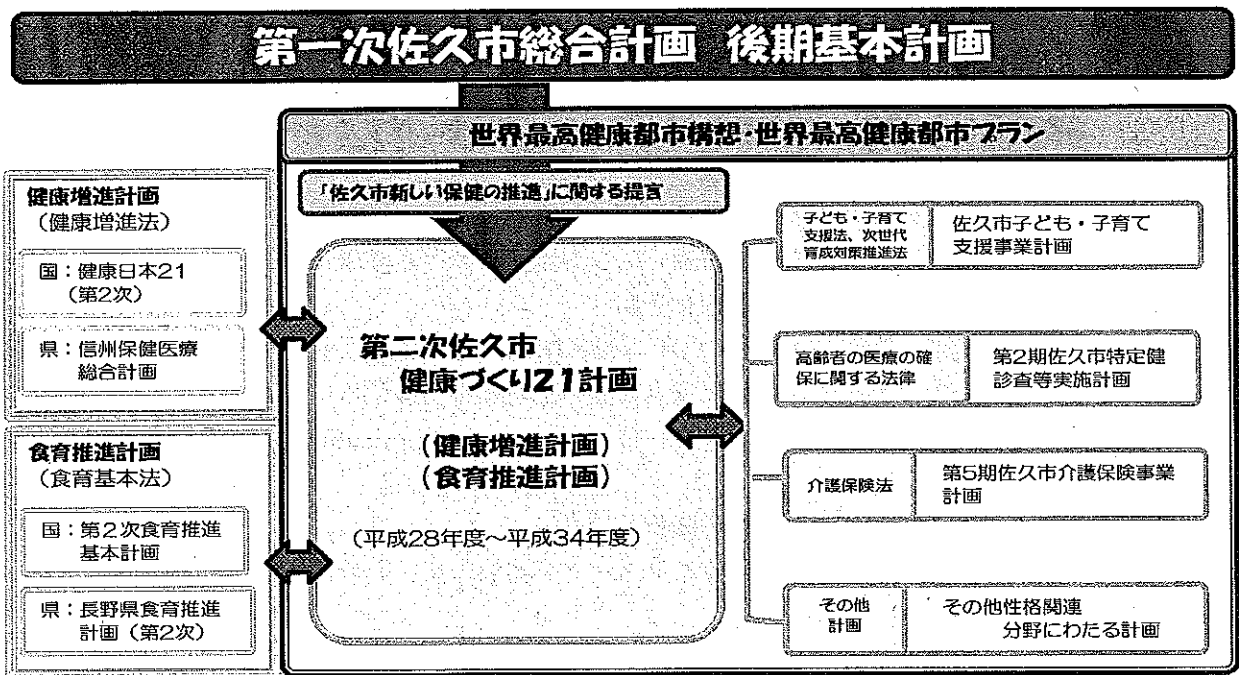 第一次佐久市総合計画 後期基本計画
世界最高健康都市構想・世界最高健康都市プラン
「佐久市新しい保健の推進」に関する提言
健康増進計画
(健康増進法)
国:健康日本21
(第2次)
県:信州保健医療
総合計画
食育推進計画
(食育基本法)
国:第2次食育推進
基本計画
県:長野県食育推進
計画(第2次)
第二次佐久市
健康づくり21計画
(健康増進計画)
(食育推進計画)
(平成28年度~平成34年度)
子ども・子育て
支援法、次世代
育成対策推進法
佐久市子ども・子育て
支援事業計画
高齢者の医療の確
保に関する法律
第2期佐久市特定健
診査等実施計画
介護保険法
第5期佐久市介護保険事業
計画
その他
計画
その他性格関連
分野にわたる計画